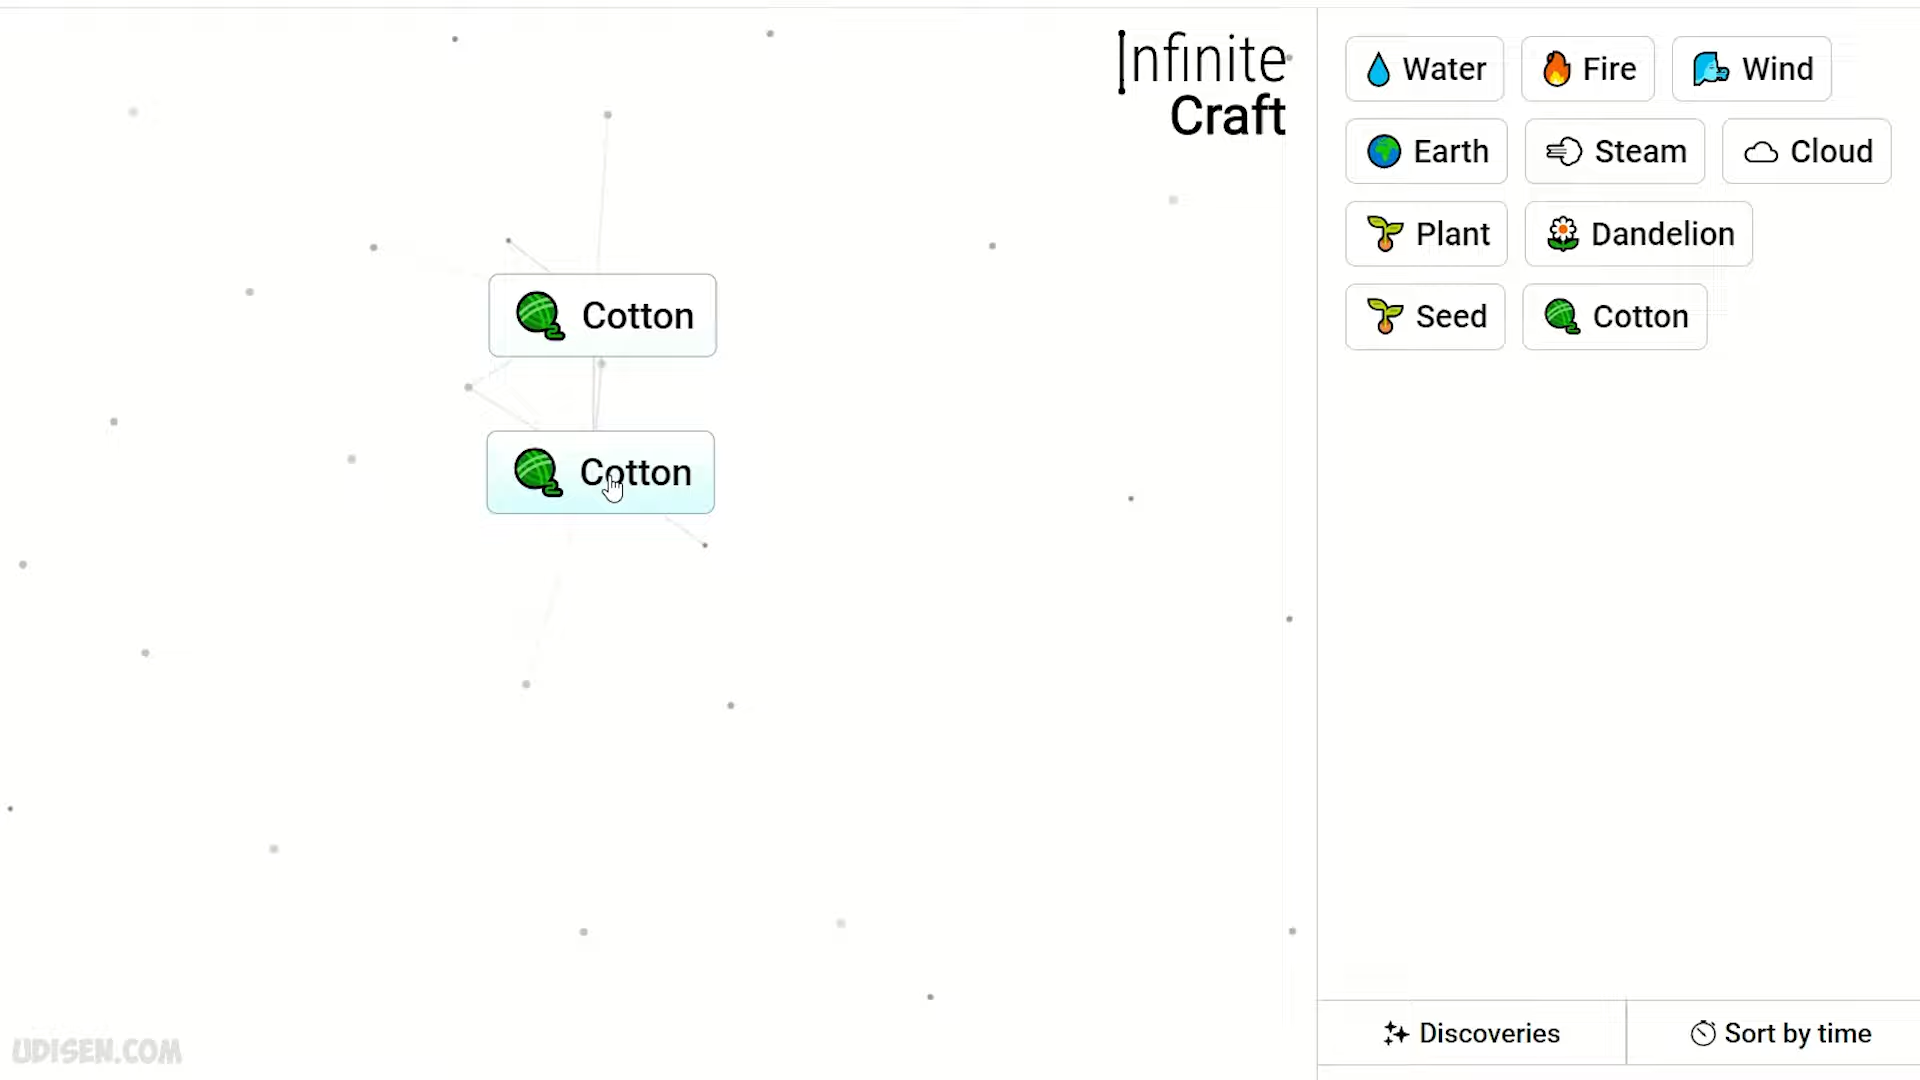 Infinite
Craft
Water Fire Wind
Earth Steam Cloud
Plant Dandelion
Seed Cotton
Cotton
Cotton
Discoveries Sort by time
UDISEN.COM